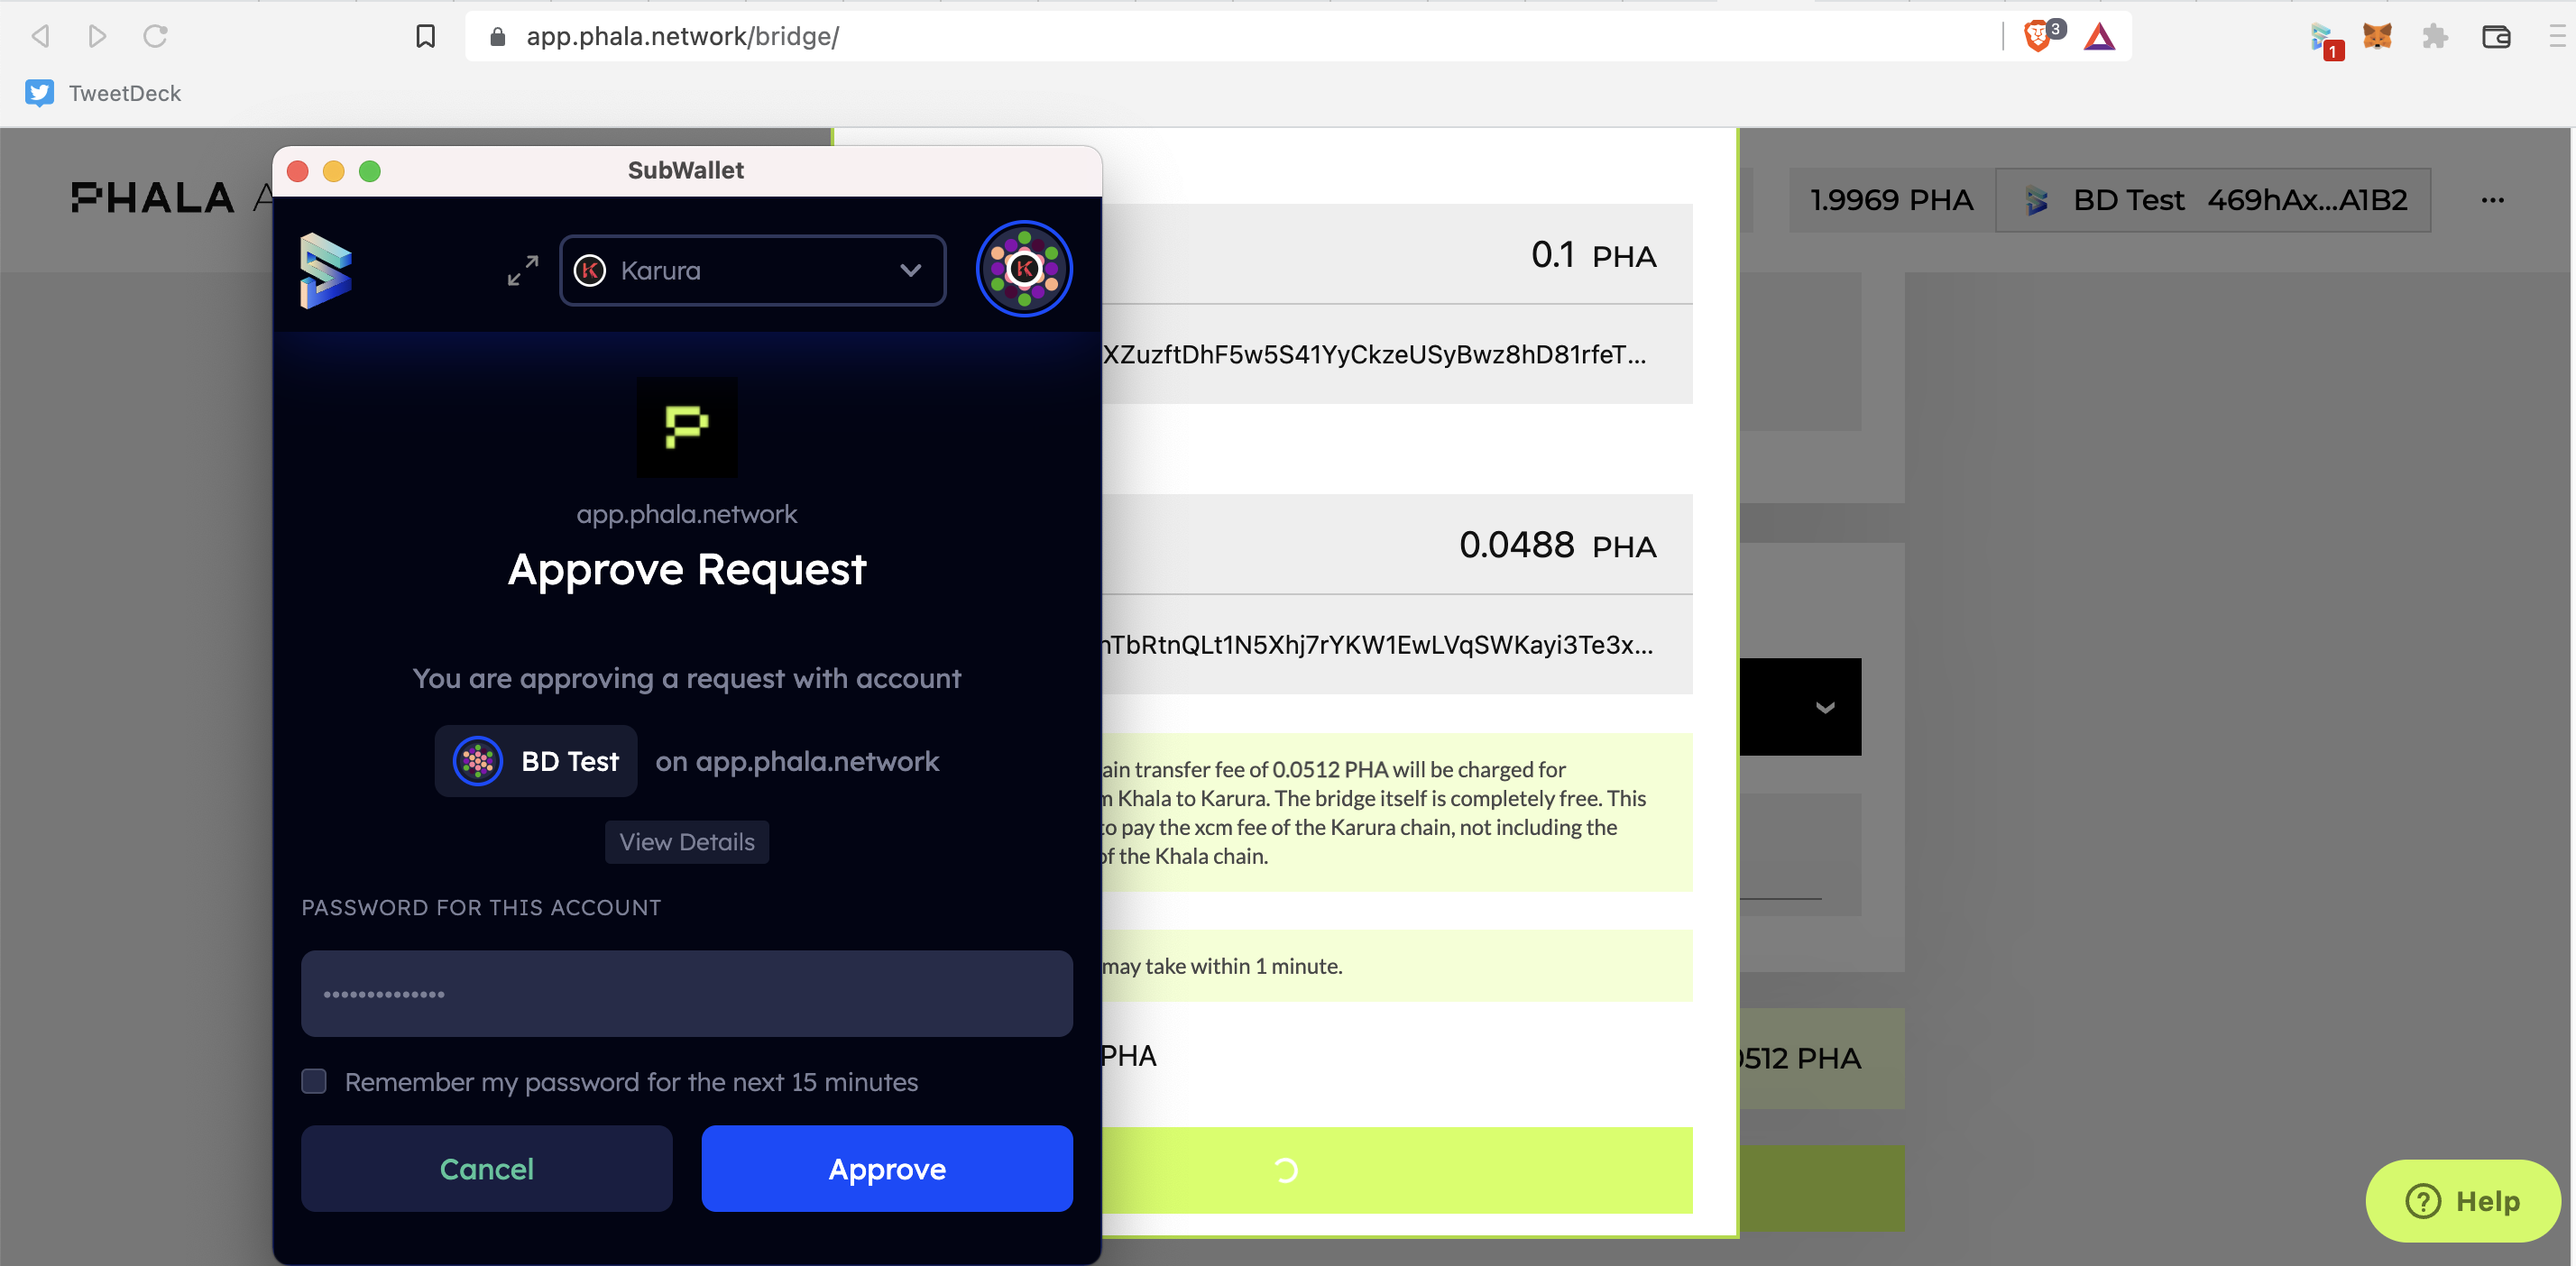 app.phala.network/bridge/
3
1
TweetDeck
PHALA
1.9969 PHA
BD Test 469hAx...A1B2
...
SubWallet
Karura
app.phala.network
Approve Request
You are approving a request with account
BD Test on app.phala.network
View Details
PASSWORD FOR THIS ACCOUNT
Remember my password for the next 15 minutes
Cancel
Approve
0.1 PHA
XZuzftDhF5w5S41YyCkzeUSyBwz8hD81rfeT...
0.0488 PHA
TbRtnQLt1N5Xhj7rYKW1EwLVqSWKayi3Te3x...
ain transfer fee of 0.0512 PHA will be charged for
Khala to Karura. The bridge itself is completely free. This
to pay the xcm fee of the Karura chain, not including the
of the Khala chain.
may take within 1 minute.
PHA
0512 PHA
Help